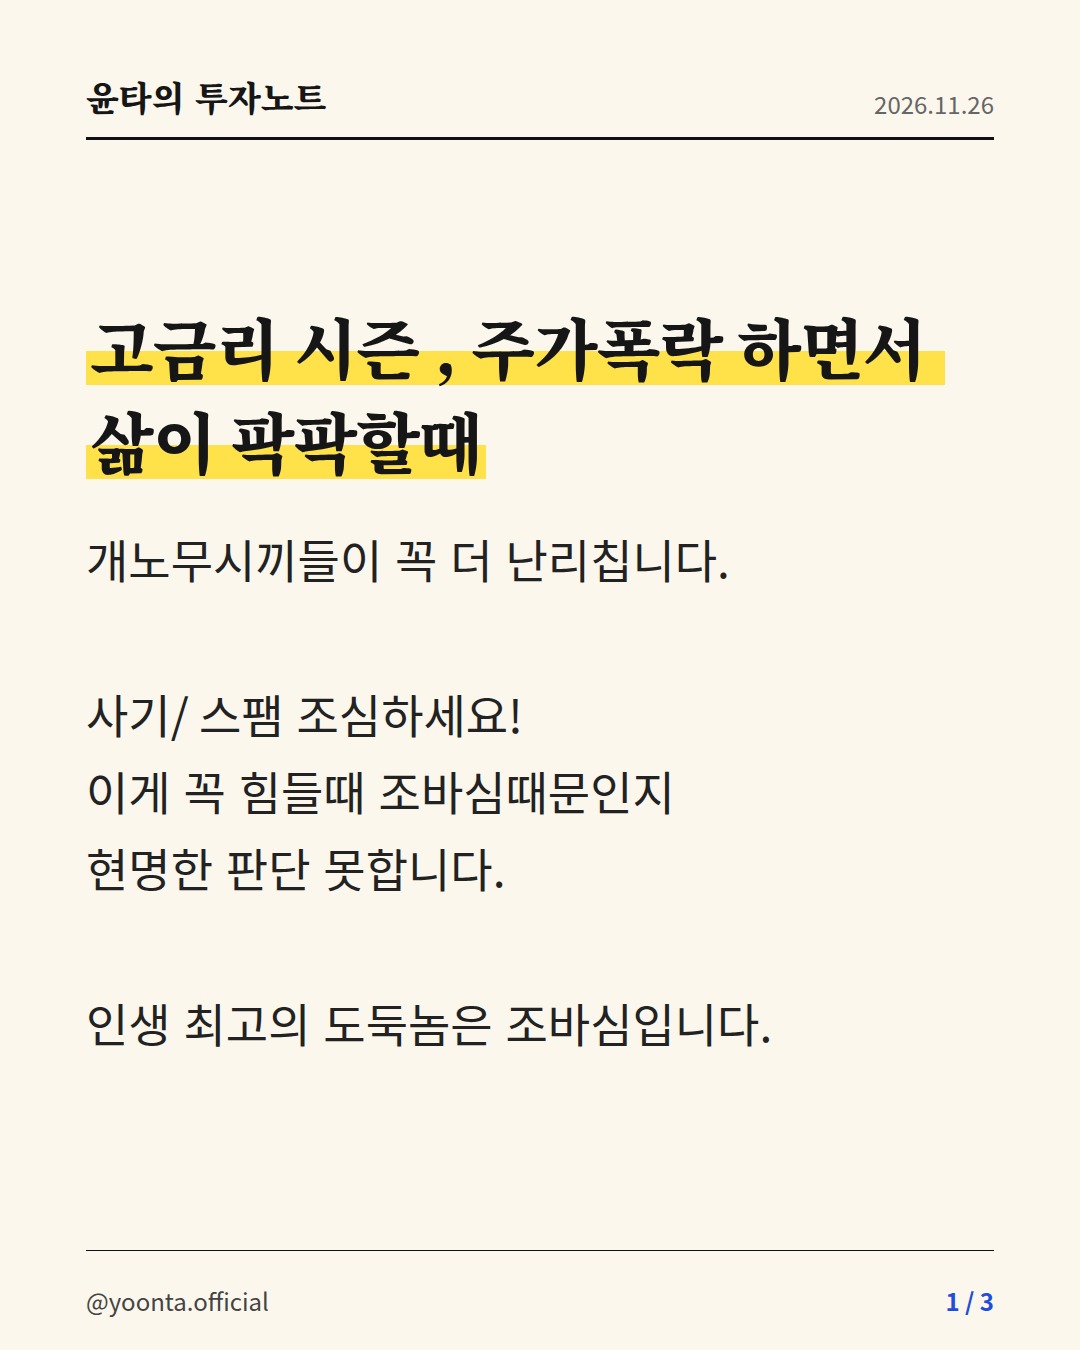 윤타의 투자노트
2026.11.26
고금리 시즌 , 주가폭락 하면서
삶이 팍팍할때
개노무시끼들이 꼭 더 난리칩니다.
사기/ 스팸 조심하세요!
이게 꼭 힘들때 조바심때문인지
현명한 판단 못합니다.
인생 최고의 도둑놈은 조바심입니다.
@yoonta.official
1 / 3